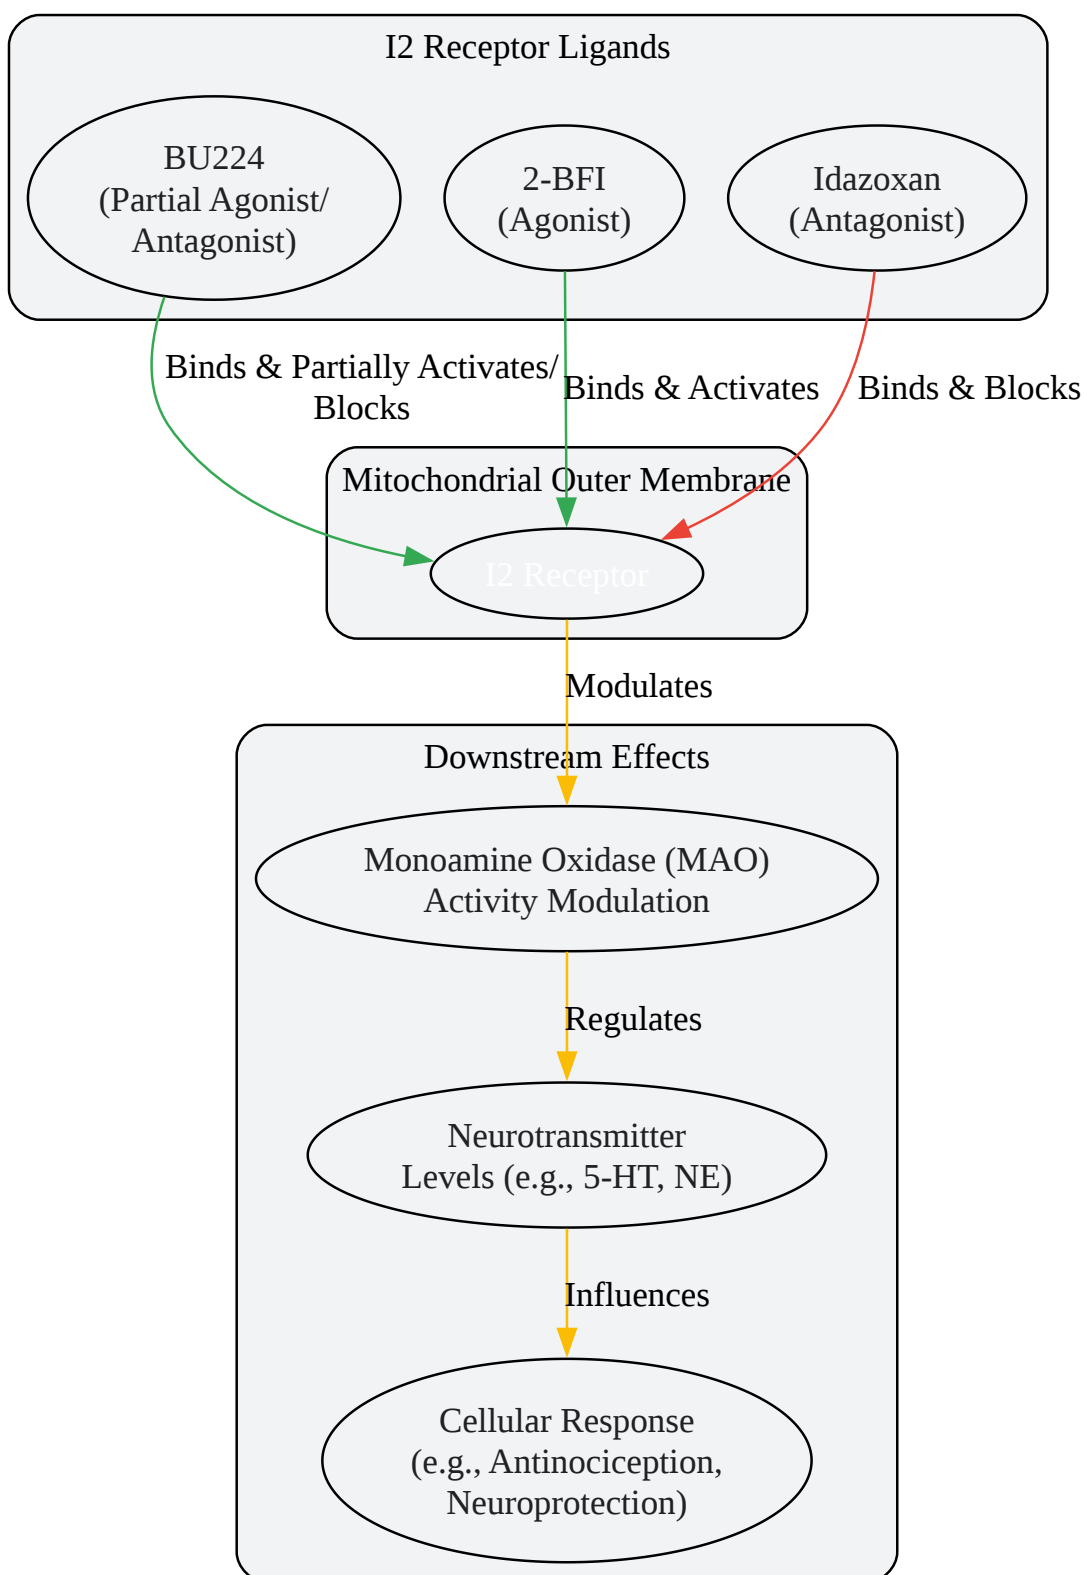 I2 Receptor Ligands
BU224
(Partial Agonist/
Antagonist)
2-BFI
(Agonist)
Idazoxan
(Antagonist)
Binds & Partially Activates/
Blocks
Binds & Activates
Binds & Blocks
Mitochondrial Outer Membrane
I2 Receptor
Modulates
Downstream Effects
Monoamine Oxidase (MAO)
Activity Modulation
Regulates
Neurotransmitter
Levels (e.g., 5-HT, NE)
Influences
Cellular Response
(e.g., Antinociception,
Neuroprotection)